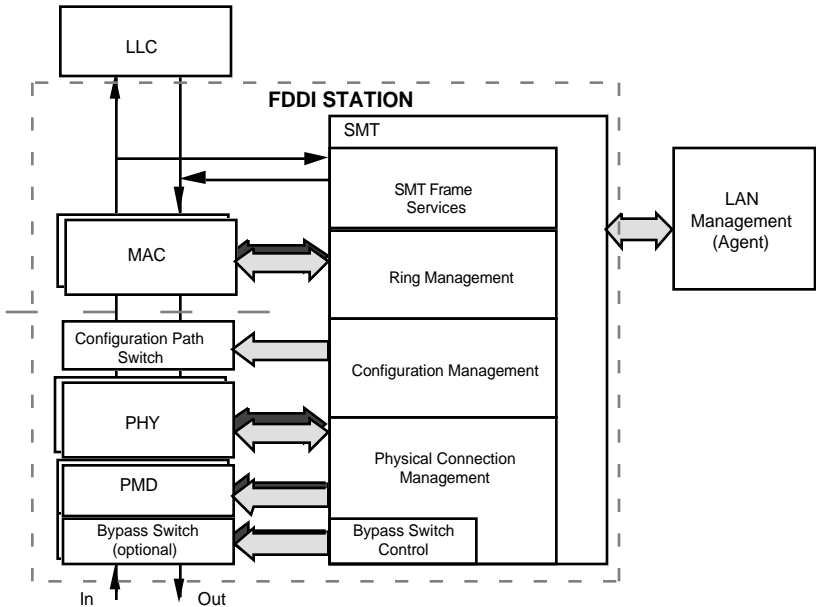 LLC
FDDI STATION
SMT
SMT Frame
Services
LAN
Management
(Agent)
MAC
Ring Management
Configuration Path
Switch
Configuration Management
PHY
Physical Connection
Management
PMD
Bypass Switch
(optional)
Bypass Switch
Control
In
Out